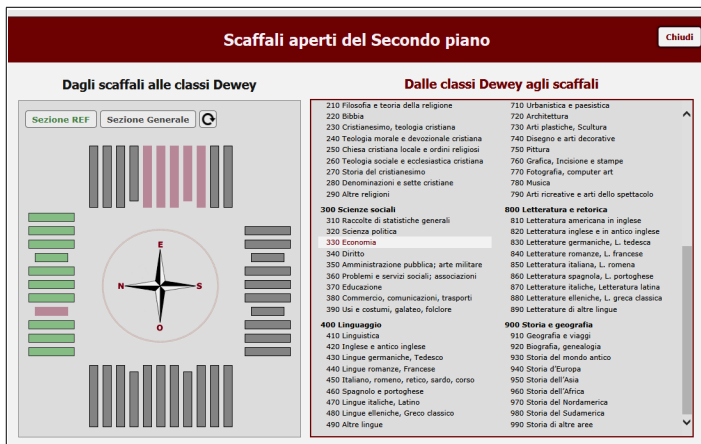 Scaffali aperti del Secondo piano
Chiudi
Dagli scaffali alle classi Dewey
Sezione REF
Sezione Generale
E
N
S
O
Dalle classi Dewey agli scaffali
210 Filosofia e teoria della religione
220 Bibbia
230 Cristianesimo, teologia cristiana
240 Teologia morale e devozionale cristiana
250 Chiesa cristiana locale e ordini religiosi
260 Teologia sociale e ecclesiastica cristiana
270 Storia del cristianesimo
280 Denominazioni e sette cristiane
290 Altre religioni
300 Scienze sociali
310 Raccolte di statistiche generali
320 Scienza politica
330 Economia
340 Diritto
350 Amministrazione pubblica; arte militare
360 Problemi e servizi sociali; associazioni
370 Educazione
380 Commercio, comunicazioni, trasporti
390 Usi e costumi, galateo, folclore
400 Linguaggio
410 Linguistica
420 Inglese e antico inglese
430 Lingue germaniche, Tedesco
440 Lingue romanze, Francese
450 Italiano, romeno, retico, sardo, corso
460 Spagnolo e portoghese
470 Lingue italiche, Latino
480 Lingue elleniche, Greco classico
490 Altre lingue
710 Urbanistica e paesistica
720 Architettura
730 Arti plastiche, Scultura
740 Disegno e arti decorative
750 Pittura
760 Grafica, Incisione e stampe
770 Fotografia, computer art
780 Musica
790 Arti ricreative e arti dello spettacolo
800 Letteratura e retorica
810 Letteratura americana in inglese
820 Letteratura inglese e in antico inglese
830 Letterature germaniche, L. tedesca
840 Letterature romanze, L. francese
850 Letteratura italiana, L. romena
860 Letteratura spagnola, L. portoghese
870 Letterature italiche, Letteratura latina
880 Letterature elleniche, L. greca classica
890 Letterature di altre lingue
900 Storia e geografia
910 Geografia e viaggi
920 Biografia, genealogia
930 Storia del mondo antico
940 Storia d'Europa
950 Storia dell'Asia
960 Storia dell'Africa
970 Storia del Nordamerica
980 Storia del Sudamerica
990 Storia di altre aree